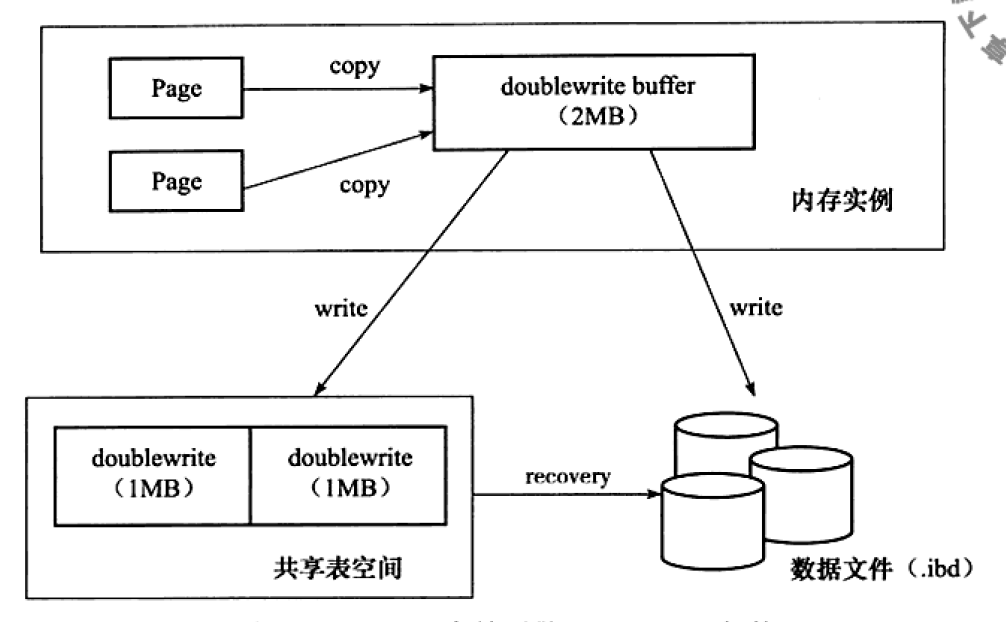 Page
copy
doublewrite buffer
（2MB）
Page
copy
内存实例
write
write
doublewrite
（1MB）
doublewrite
（1MB）
recovery
共享表空间
数据文件（.ibd）